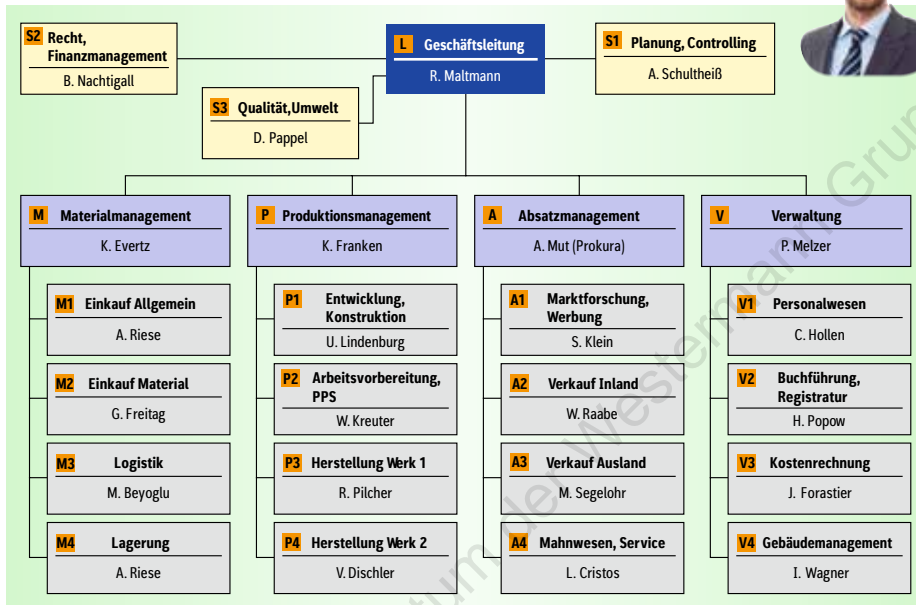 S2 Recht,
Finanzmanagement
B. Nachtigall
L Geschäftsleitung
R. Maltmann
S1 Planung, Controlling
A. Schultheiß
S3 Qualität,Umwelt
D. Pappel
M Materialmanagement
K. Evertz
P Produktionsmanagement
K. Franken
A Absatzmanagement
A. Mut (Prokura)
V Verwaltung
P. Melzer
M1 Einkauf Allgemein
A. Riese
P1 Entwicklung,
Konstruktion
U. Lindenburg
A1 Marktforschung,
Werbung
S. Klein
V1 Personalwesen
C. Hollen
M2 Einkauf Material
G. Freitag
P2 Arbeitsvorbereitung,
PPS
W. Kreuter
A2 Verkauf Inland
W. Raabe
V2 Buchführung,
Registratur
H. Popow
M3 Logistik
M. Beyoglu
P3 Herstellung Werk 1
R. Pilcher
A3 Verkauf Ausland
M. Segelohr
V3 Kostenrechnung
J. Forastier
M4 Lagerung
A. Riese
P4 Herstellung Werk 2
V. Dischler
A4 Mahnwesen, Service
L. Cristos
V4 Gebäudemanagement
I. Wagner
der Westermann